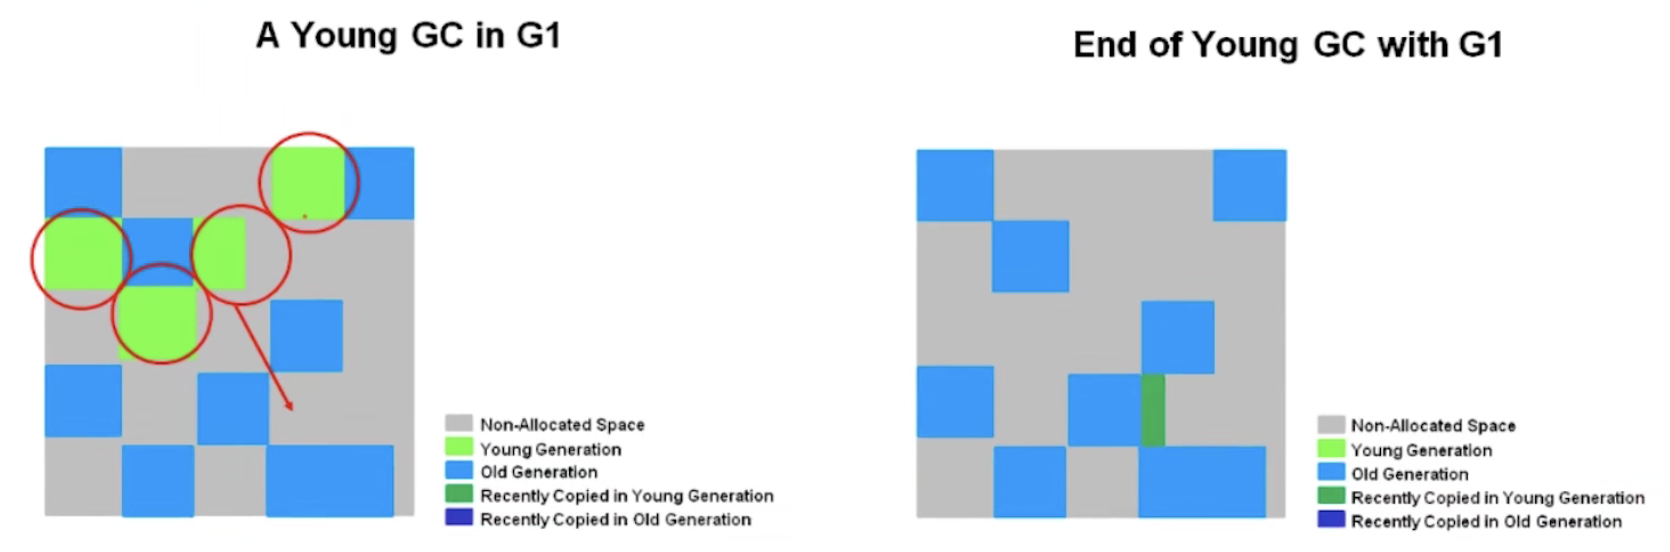 A Young GC in G1
Non-Allocated Space
Young Generation
Old Generation
Recently Copied in Young Generation
Recently Copied in Old Generation
End of Young GC with G1
Non-Allocated Space
Young Generation
Old Generation
Recently Copied in Young Generation
Recently Copied in Old Generation